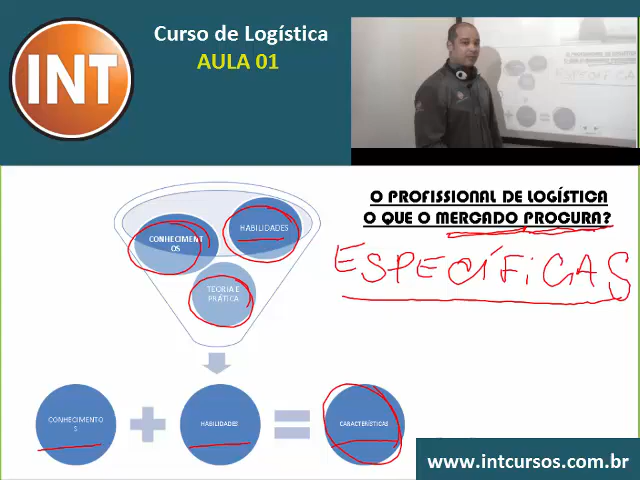 INT
Curso de Logística
AULA 01
O PROFISSIONAL DE LOGÍSTICA
O QUE O MERCADO PROCURA?
ESPECÍFICAS
HABILIDADES
CONHECIMENT
OS
TEORIA E
PRÁTICA
CONHECIMENTO
S
HABILIDADES
CARACTERÍSTICAS
www.intcursos.com.br